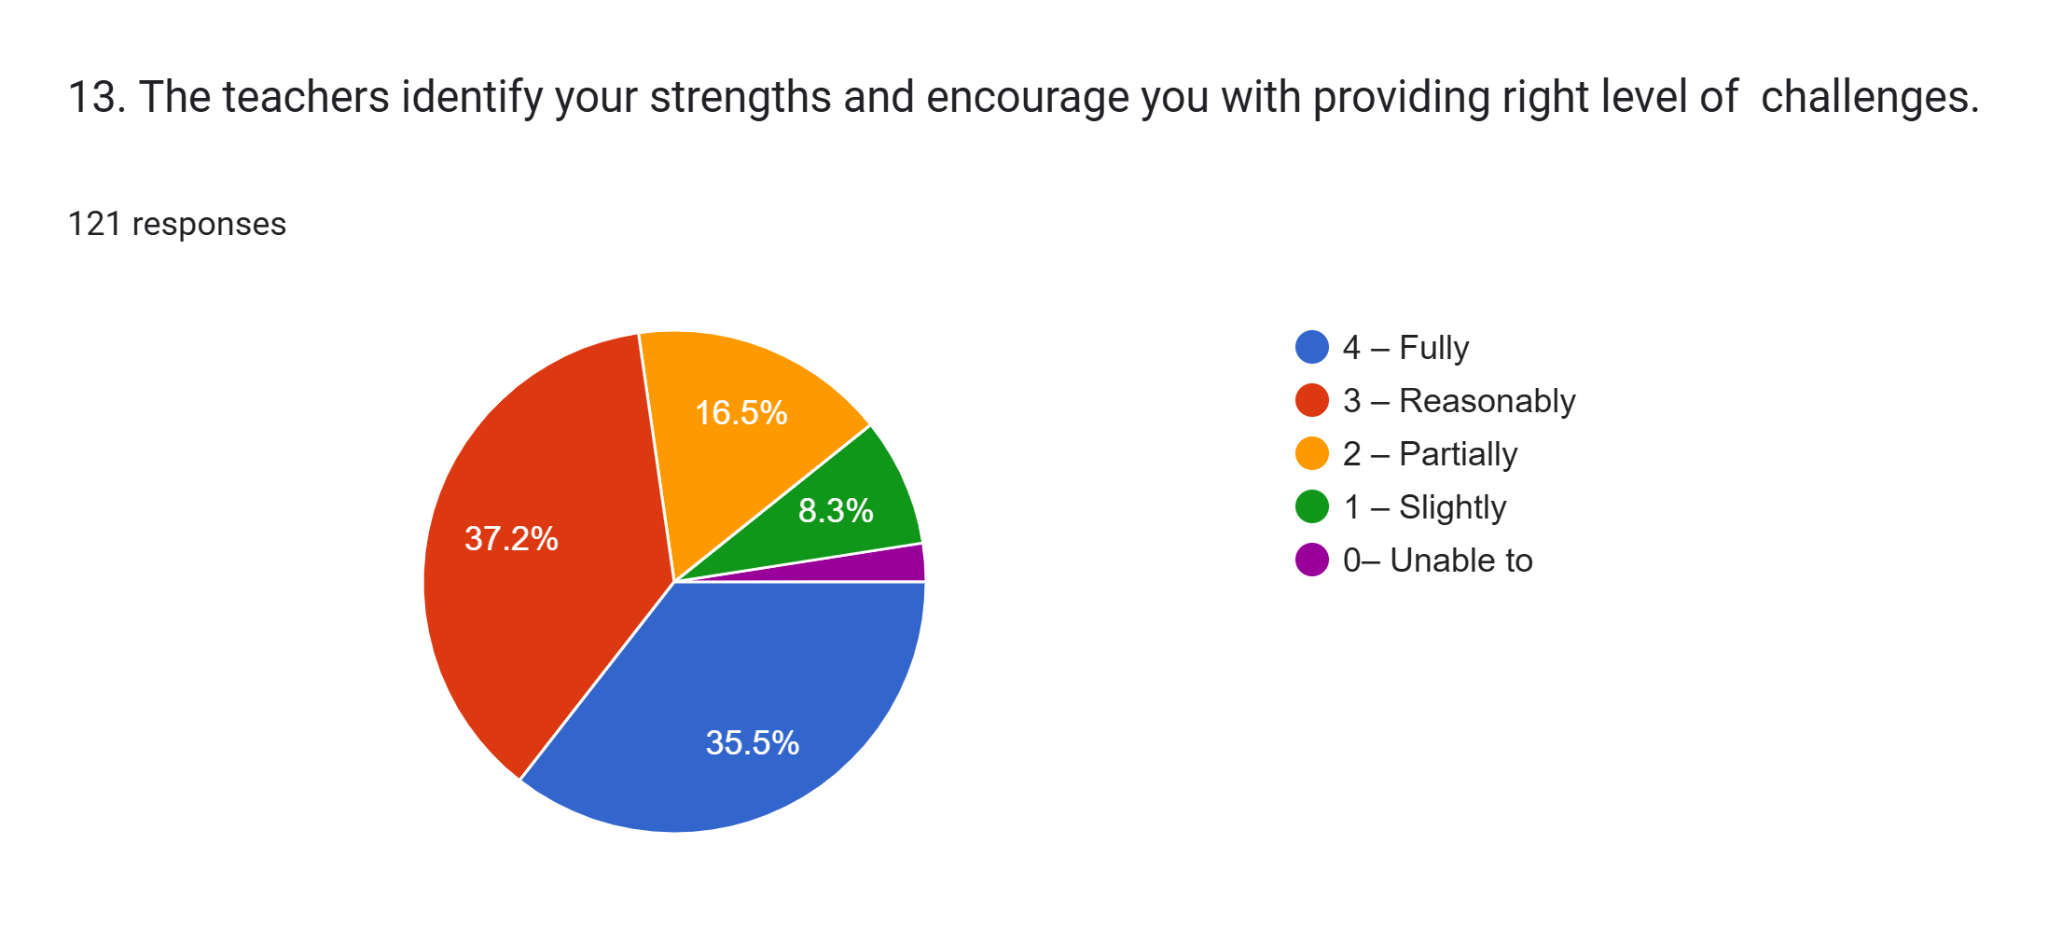 13. The teachers identify your strengths and encourage you with providing right level of  challenges.
121 responses
16.5%
8.3%
37.2%
35.5%
4 – Fully
3 – Reasonably
2 – Partially
1 – Slightly
0– Unable to